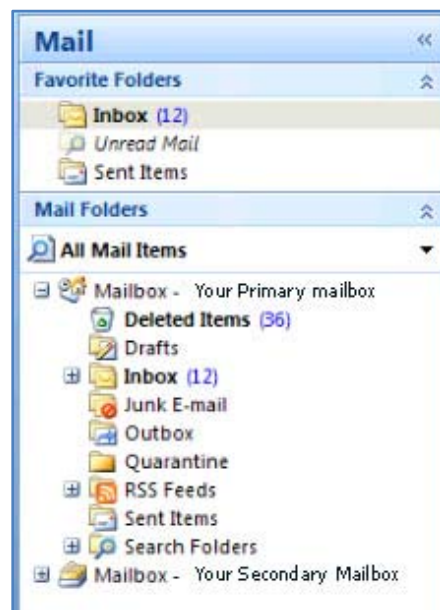 Mail
Favorite Folders
Inbox (12)
Unread Mail
Sent Items
Mail Folders
All Mail Items
Mailbox - Your Primary mailbox
Deleted Items (36)
Drafts
Inbox (12)
Junk E-mail
Outbox
Quarantine
RSS Feeds
Sent Items
Search Folders
Mailbox - Your Secondary Mailbox